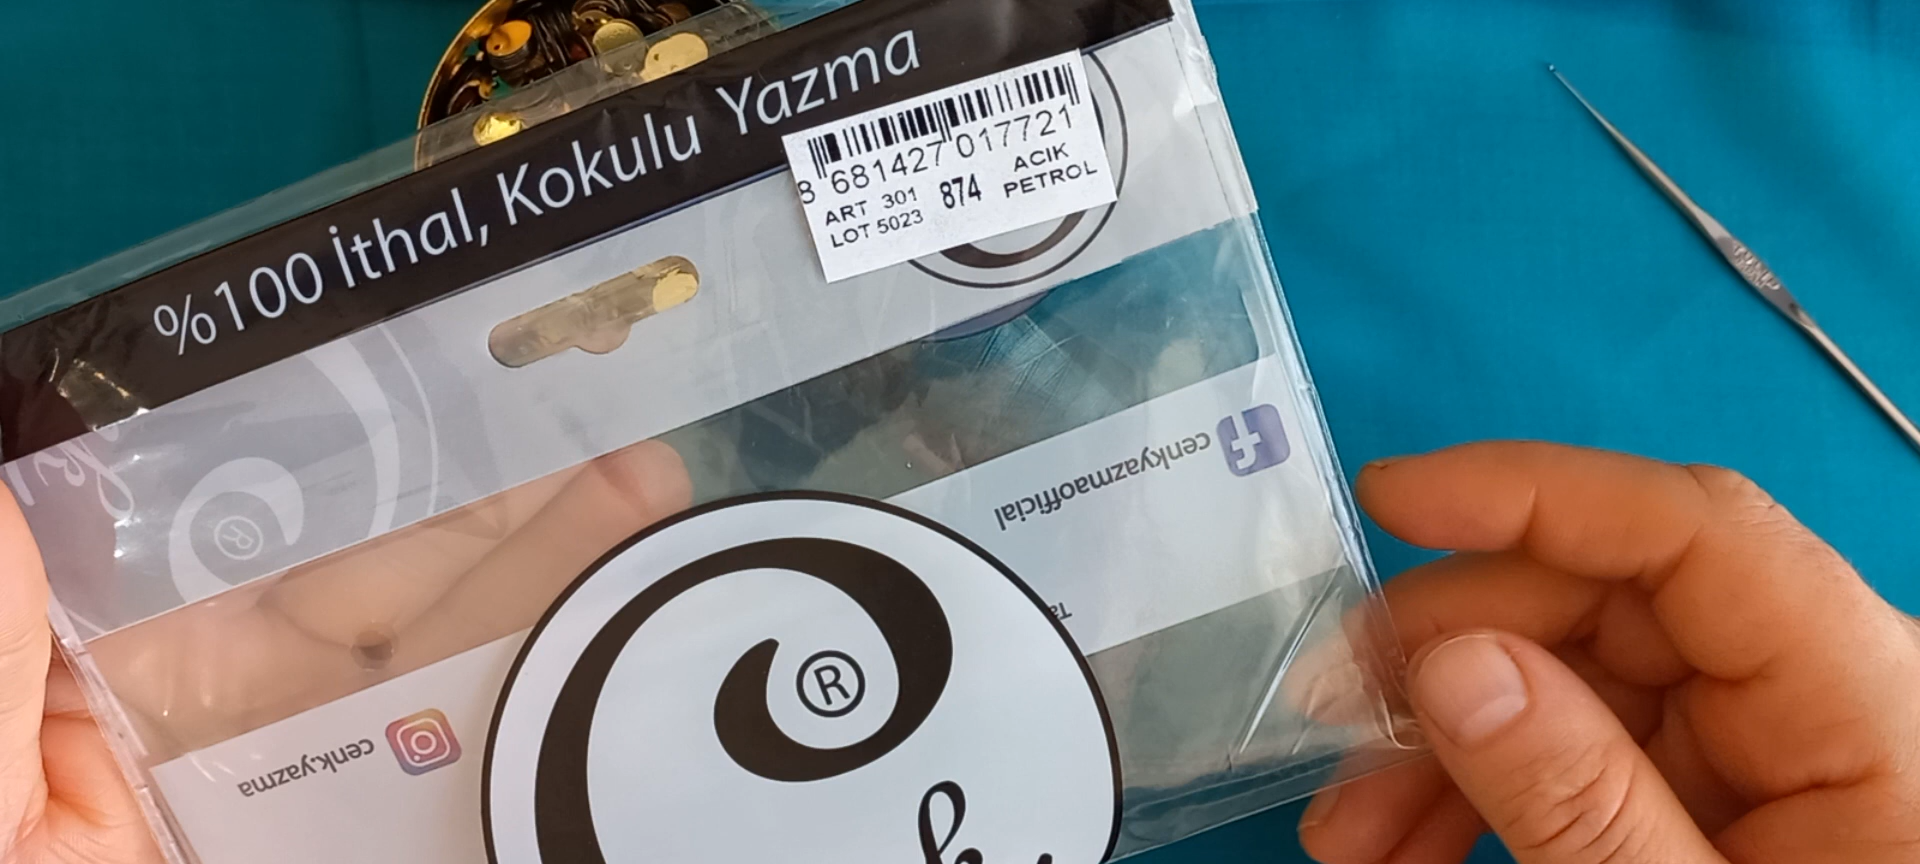 %100 İthal, Kokulu Yazma
8 681427 017721
ART 301
LOT 5023
874
ACIK
PETROL
cenkyazmaofficial
cenk.yazma
®